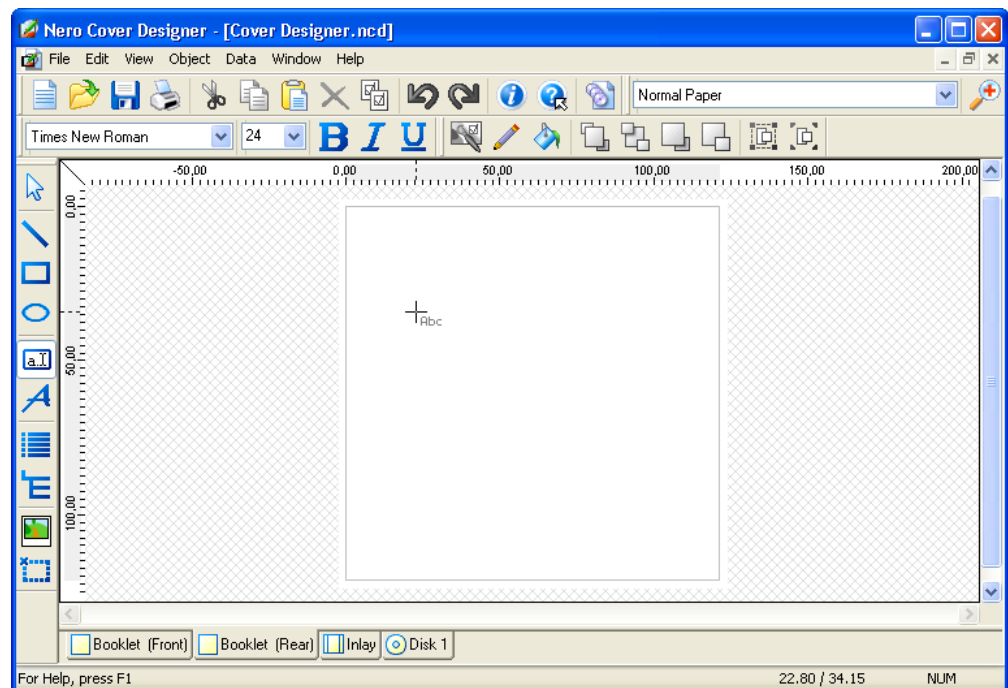 Nero Cover Designer - [Cover Designer.ncd]
File Edit View Object Data Window Help
Normal Paper
Times New Roman 24 B I U
-50,00 0,00 50,00 100,00 150,00 200,00
0,00
Abc
50,00
a.I
A
100,00
Booklet (Front) Booklet (Rear) Inlay Disk 1
For Help, press F1 22.80 / 34.15 NUM